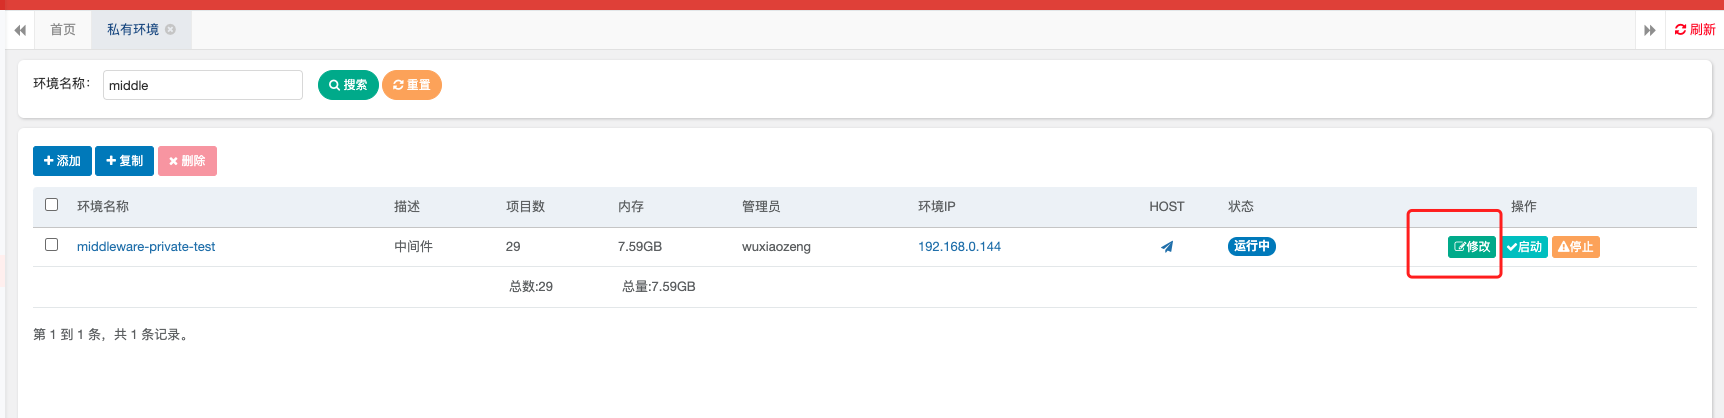 首页 私有环境 刷新
环境名称： middle 搜索 重置
添加 复制 删除
环境名称 描述 项目数 内存 管理员 环境IP HOST 状态 操作
middleware-private-test 中间件 29 7.59GB wuxiaozeng 192.168.0.144 运行中 修改 启动 停止
总数:29 总量:7.59GB
第 1 到 1 条，共 1 条记录。